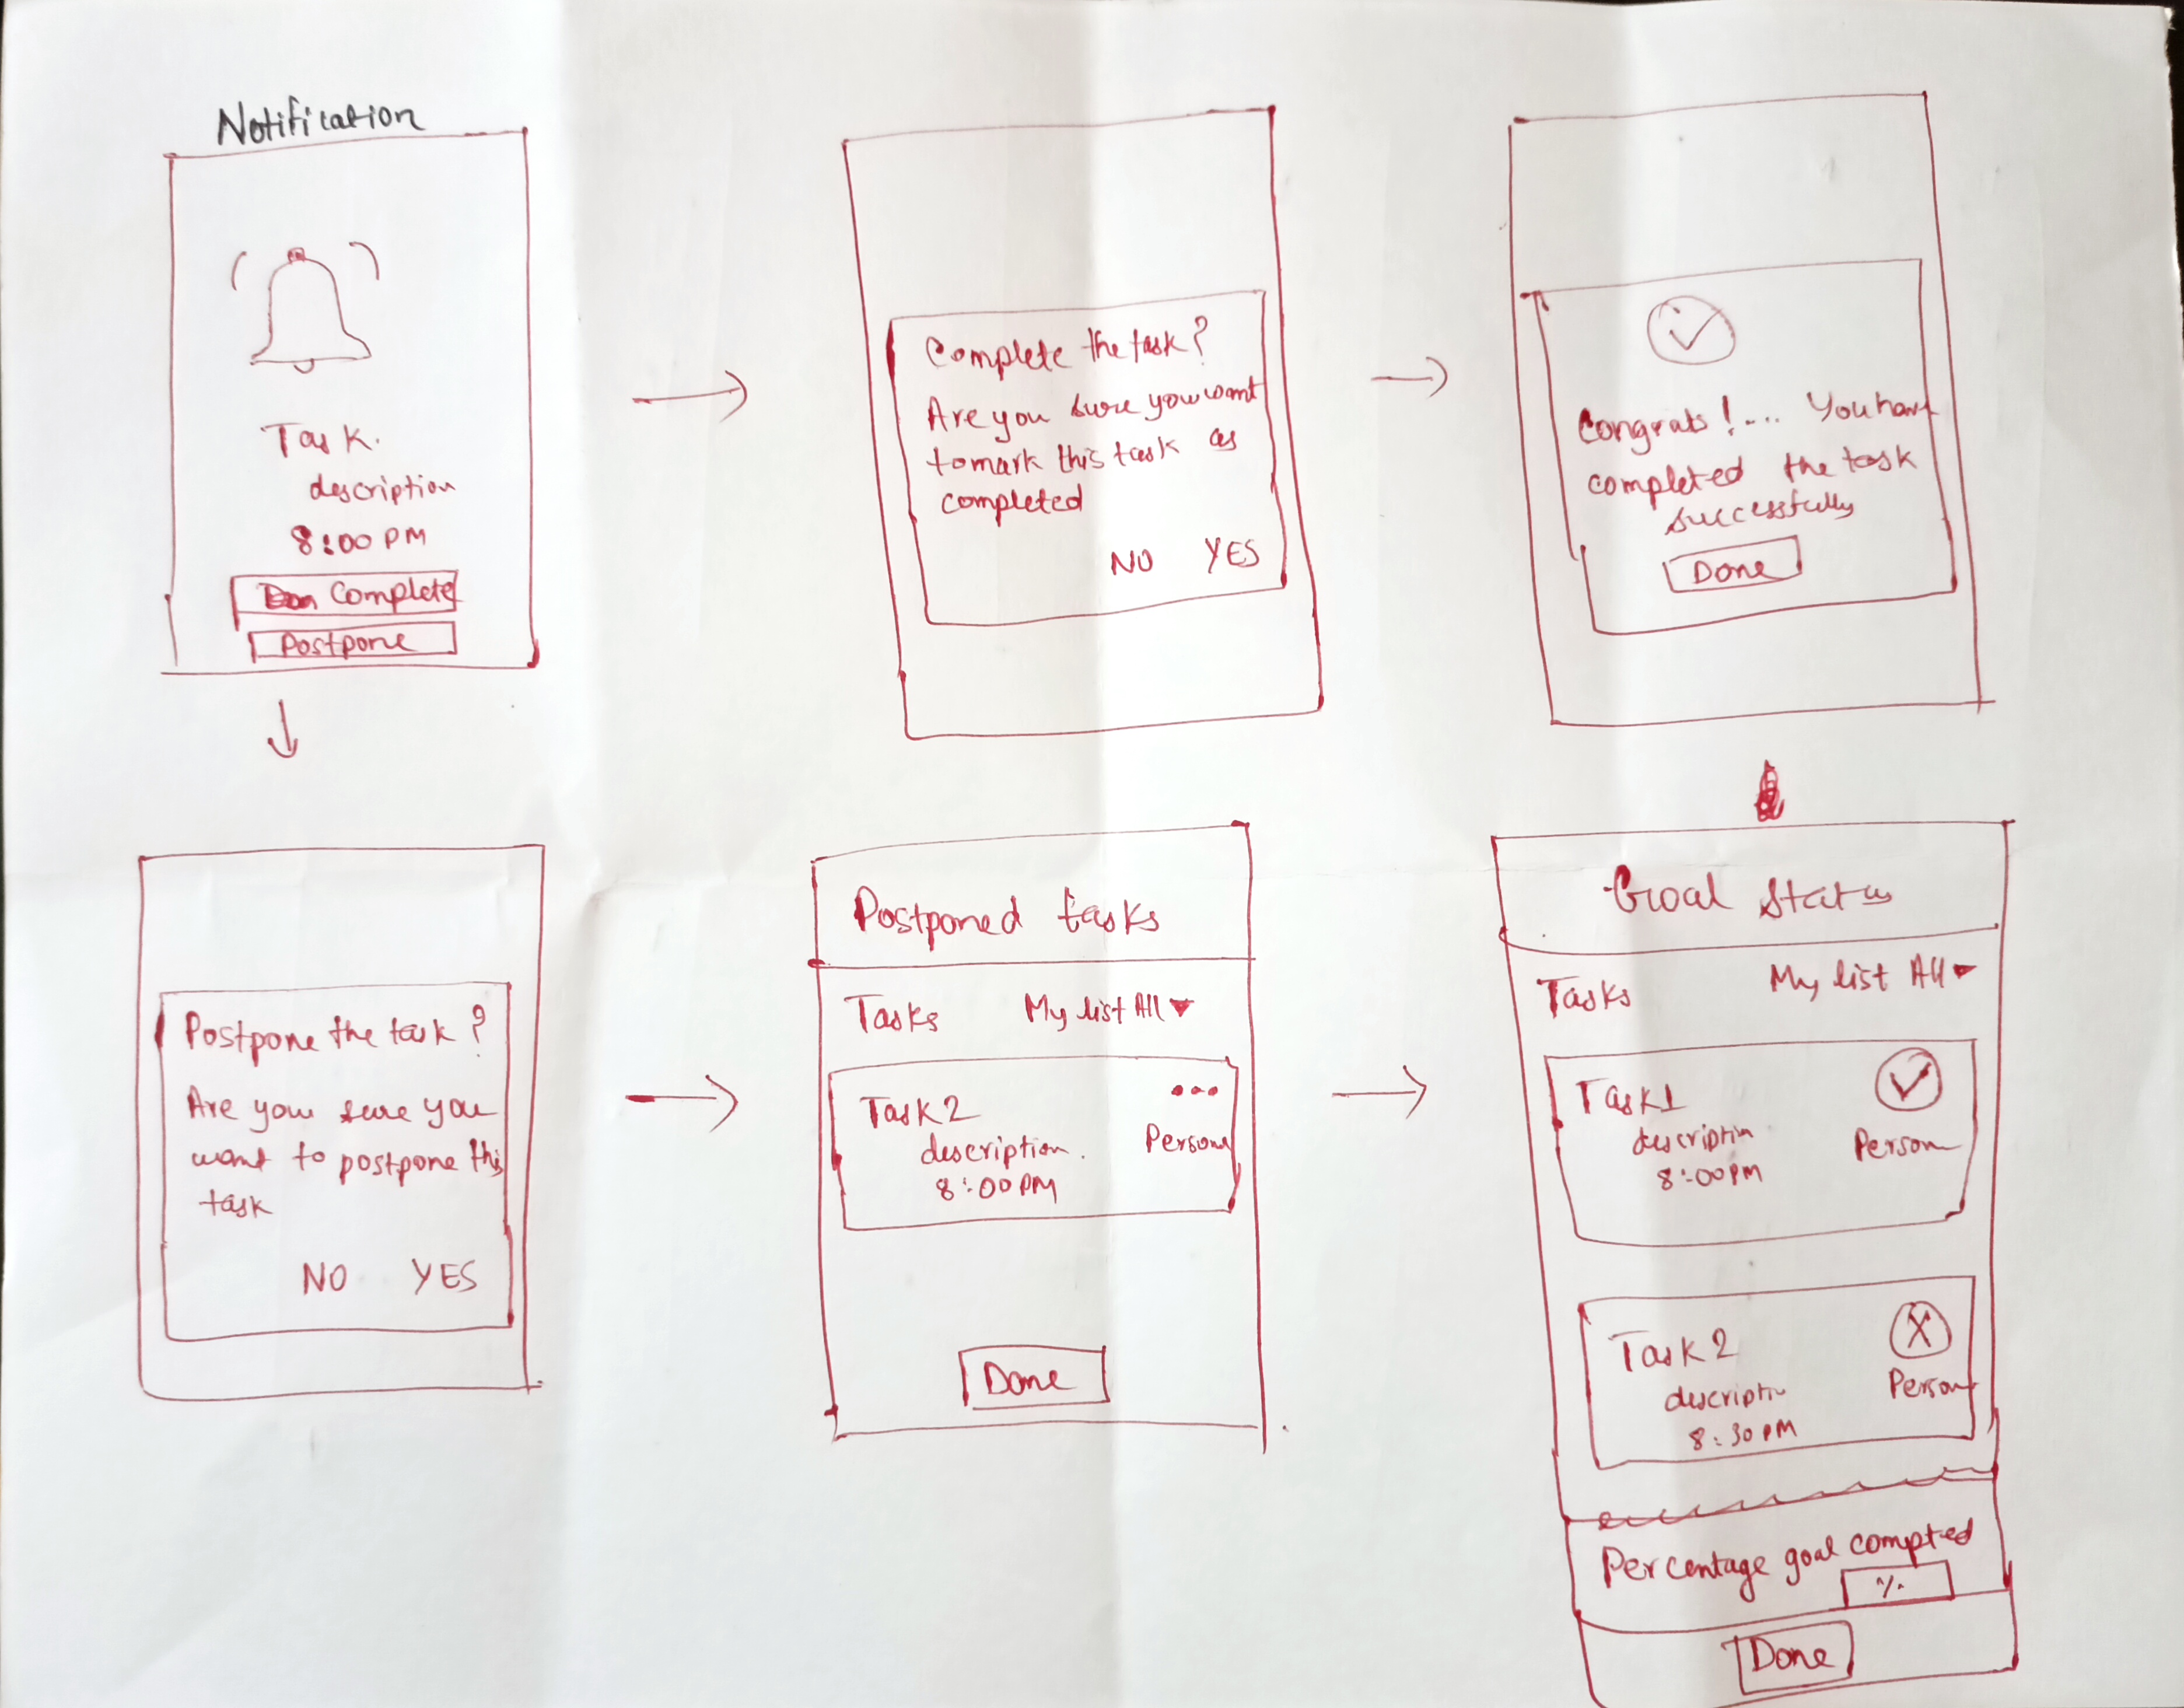 Notification
Task.
description
8:00 PM
Complete
Postpone
Complete the task?
Are you sure you want
to mark this task as
completed
NO YES
Congrats!.... You have
completed the task
successfully
Done
Postpone the task?
Are you sure you
want to postpone this
task
NO YES
Postponed tasks
Tasks My list All
Task 2
description.
8:00 PM
Person
Done
Goal Status
Tasks My list All
Task1
description
8:00 PM
Person
Task 2
descriptin
8:30 PM
Person
Percentage goal compted
%
Done